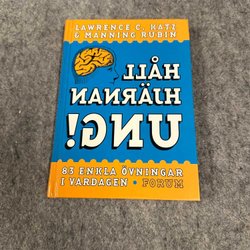 LAWRENCE C. KATZ
& MANNING RUBIN
HÅLL
HJÄRNAN
UNG!
83 ENKLA ÖVNINGAR
I VARDAGEN • FORUM